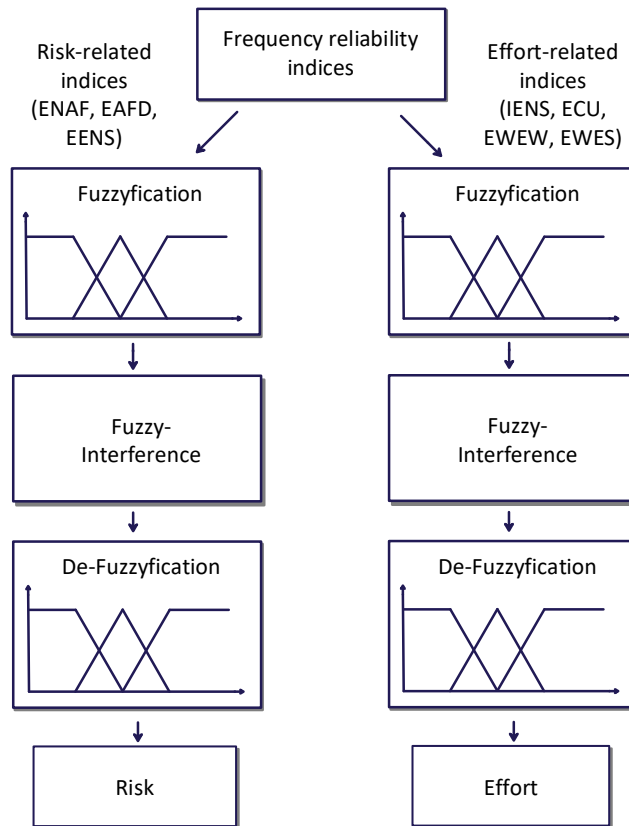 Frequency reliability
indices
Risk-related
indices
(ENAF, EAFD,
EENS)
Effort-related
indices
(IENS, ECU,
EWEW, EWES)
Fuzzyfication
Fuzzy-
Interference
De-Fuzzyfication
Risk
Fuzzyfication
Fuzzy-
Interference
De-Fuzzyfication
Effort